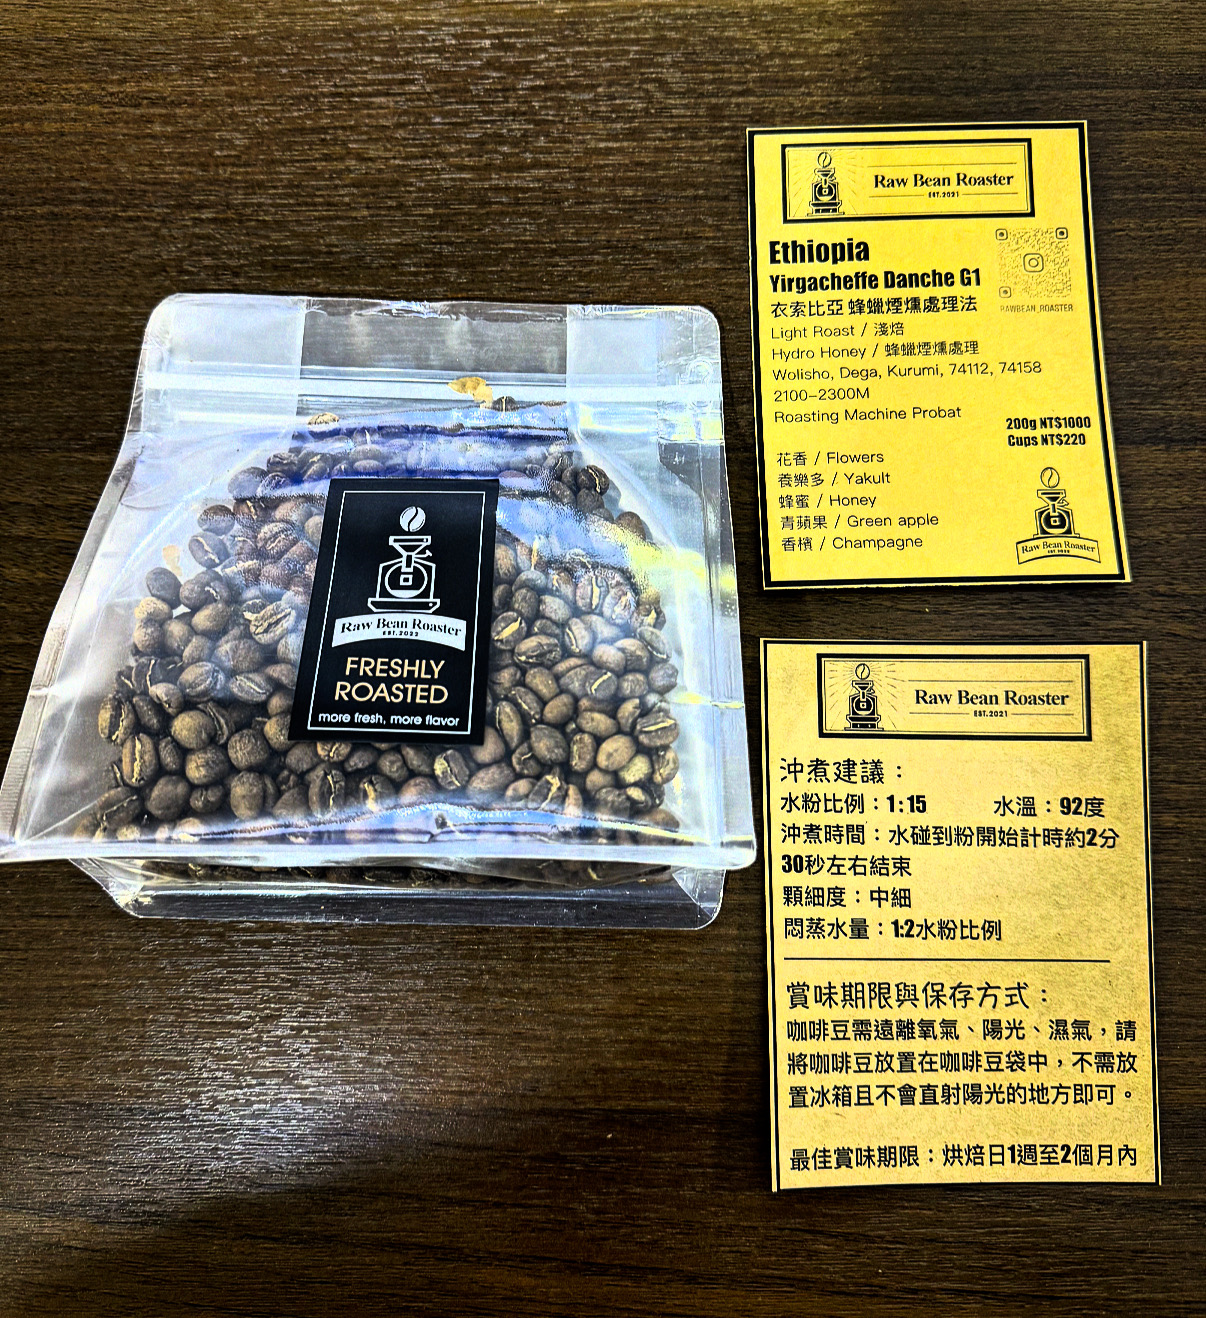 Raw Bean Roaster
EST.2022
FRESHLY
ROASTED
more fresh, more flavor
Raw Bean Roaster
EST.2021
Ethiopia
Yirgacheffe Danche G1
衣索比亞 蜂蠟煙燻處理法
RAWBEAN_ROASTER
Light Roast / 淺焙
Hydro Honey / 蜂蠟煙燻處理
Wolisho, Dega, Kurumi, 74112, 74158
2100-2300M
Roasting Machine Probat
200g NT$1000
Cups NT$220
花香 / Flowers
養樂多 / Yakult
蜂蜜 / Honey
青蘋果 / Green apple
香檳 / Champagne
Raw Bean Roaster
Raw Bean Roaster
EST.2021
沖煮建議：
水粉比例：1:15 水溫：92度
沖煮時間：水碰到粉開始計時約2分
30秒左右結束
顆細度：中細
悶蒸水量：1:2水粉比例
賞味期限與保存方式：
咖啡豆需遠離氧氣、陽光、濕氣，請
將咖啡豆放置在咖啡豆袋中，不需放
置冰箱且不會直射陽光的地方即可。
最佳賞味期限：烘焙日1週至2個月內